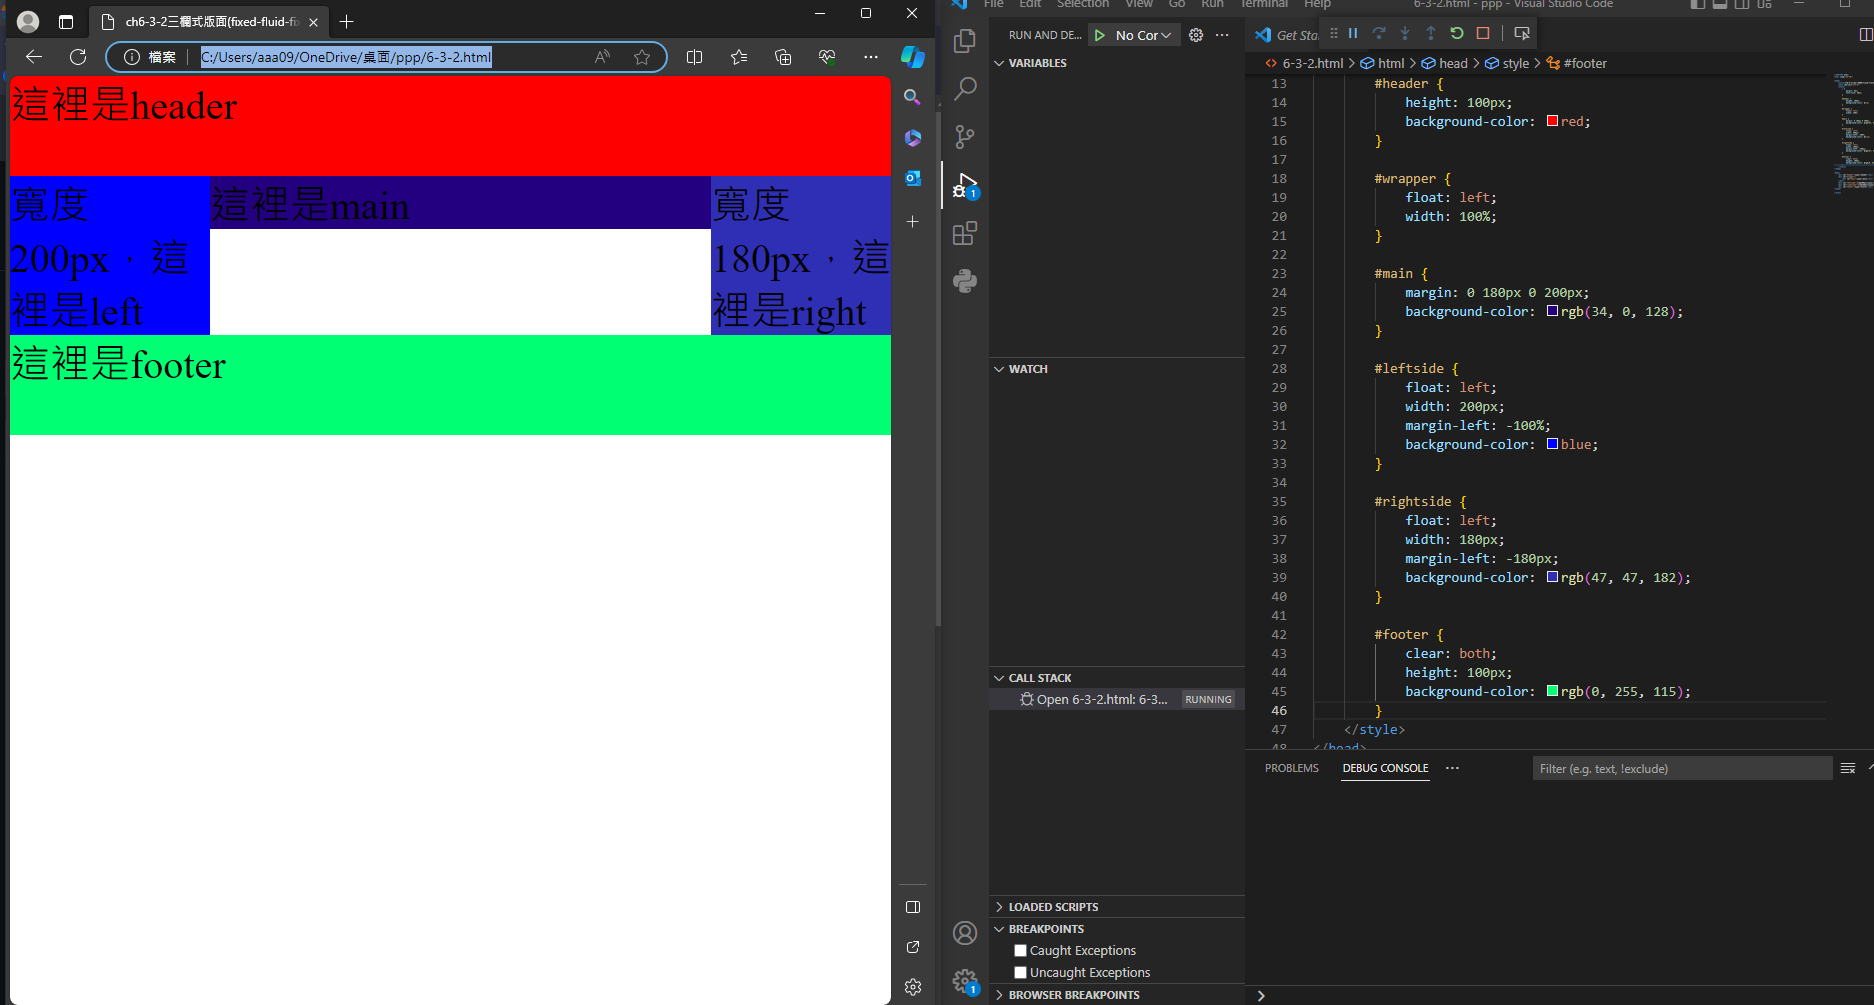 ch6-3-2三欄式版面(fixed-fluid-fix
檔案
C:/Users/aaa09/OneDrive/桌面/ppp/6-3-2.html
這裡是header
寬度
200px，這
裡是left
這裡是main
寬度
180px，這
裡是right
這裡是footer
File Edit Selection View Go Run Terminal Help
6-3-2.html - ppp - Visual Studio Code
RUN AND DE...
No Cor
VARIABLES
WATCH
CALL STACK
Open 6-3-2.html: 6-3...
RUNNING
LOADED SCRIPTS
BREAKPOINTS
Caught Exceptions
Uncaught Exceptions
BROWSER BREAKPOINTS
1
1
Get Sta
6-3-2.html > html > head > style > #footer
13 #header {
14 height: 100px;
15 background-color: red;
16 }
17
18 #wrapper {
19 float: left;
20 width: 100%;
21 }
22
23 #main {
24 margin: 0 180px 0 200px;
25 background-color: rgb(34, 0, 128);
26 }
27
28 #leftside {
29 float: left;
30 width: 200px;
31 margin-left: -100%;
32 background-color: blue;
33 }
34
35 #rightside {
36 float: left;
37 width: 180px;
38 margin-left: -180px;
39 background-color: rgb(47, 47, 182);
40 }
41
42 #footer {
43 clear: both;
44 height: 100px;
45 background-color: rgb(0, 255, 115);
46 }
47 </style>
48 </head>
PROBLEMS
DEBUG CONSOLE
Filter (e.g. text, !exclude)